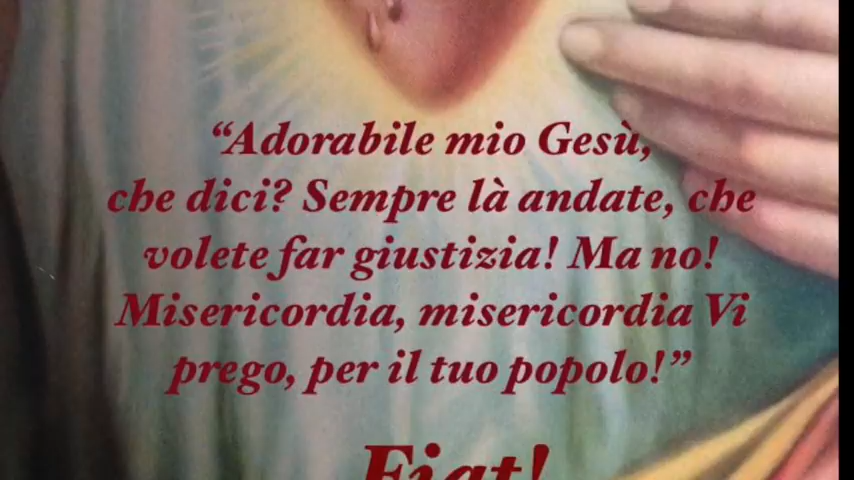 “Adorabile mio Gesù,
che dici? Sempre là andate, che
volete far giustizia! Ma no!
Misericordia, misericordia Vi
prego, per il tuo popolo!”
Fiat!